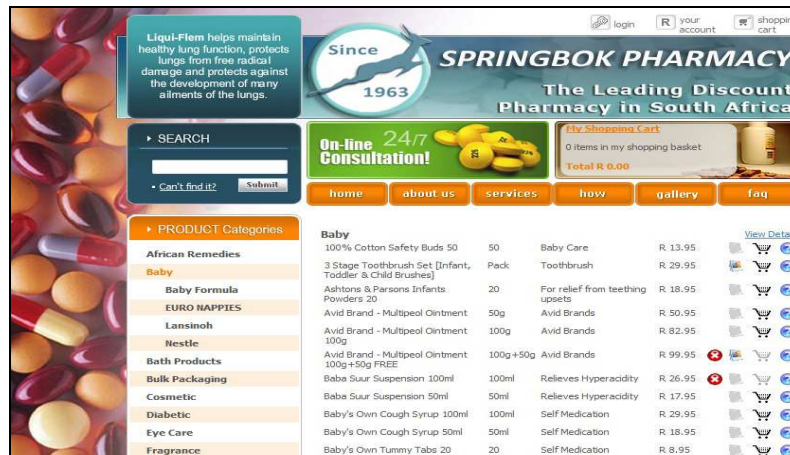 Liqui-Flem helps maintain
healthy lung function, protects
lungs from free radical
damage and protects against
the development of many
ailments of the lungs.
login
R your
account
shoppin
cart
Since
1963
SPRINGBOK PHARMACY
The Leading Discount
Pharmacy in South Africa
SEARCH
Can't find it? Submit
On-line 24/7
Consultation!
My Shopping Cart
0 items in my shopping basket
Total R 0.00
home about us services how gallery faq
PRODUCT Categories
African Remedies
Baby
Baby Formula
EURO NAPPIES
Lansinoh
Nestle
Bath Products
Bulk Packaging
Cosmetic
Diabetic
Eye Care
Fragrance
Baby View Deta
100% Cotton Safety Buds 50 50 Baby Care R 13.95
3 Stage Toothbrush Set [Infant, Pack Toothbrush R 29.95
Toddler & Child Brushes]
Ashtons & Parsons Infants 20 For relief from teething R 18.95
Powders 20 upsets
Avid Brand - Multipeol Ointment 50g Avid Brands R 50.95
Avid Brand - Multipeol Ointment 100g Avid Brands R 82.95
100g
Avid Brand - Multipeol Ointment 100g+50g Avid Brands R 99.95
100g+50g FREE
Baba Suur Suspension 100ml 100ml Relieves Hyperacidity R 26.95
Baba Suur Suspension 50ml 50ml Relieves Hyperacidity R 17.95
Baby's Own Cough Syrup 100ml 100ml Self Medication R 29.95
Baby's Own Cough Syrup 50ml 50ml Self Medication R 18.95
Baby's Own Tummy Tabs 20 20 Self Medication R 8.95